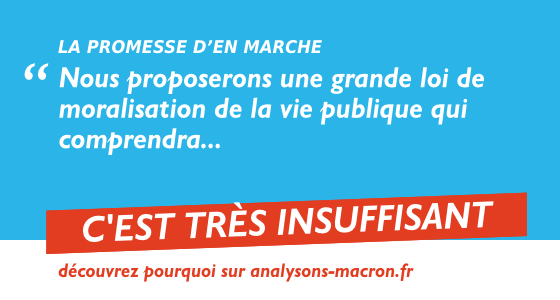 LA PROMESSE D’EN MARCHE
“ Nous proposerons une grande loi de
moralisation de la vie publique qui
comprendra...
C'EST TRÈS INSUFFISANT
découvrez pourquoi sur analysons-macron.fr